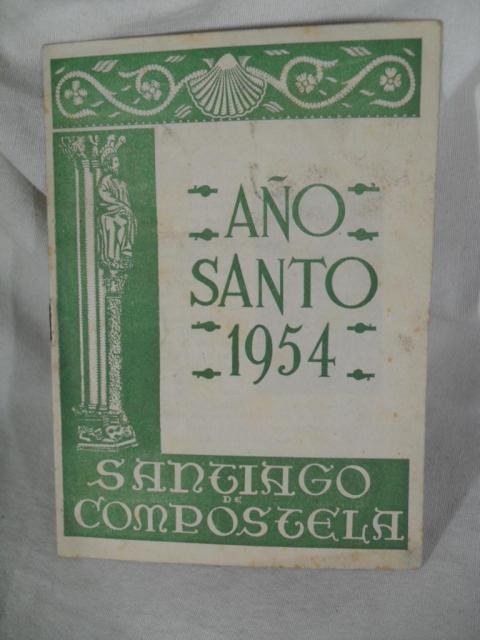 AÑO
SANTO
1954
SANTIAGO
DE
COMPOSTELA